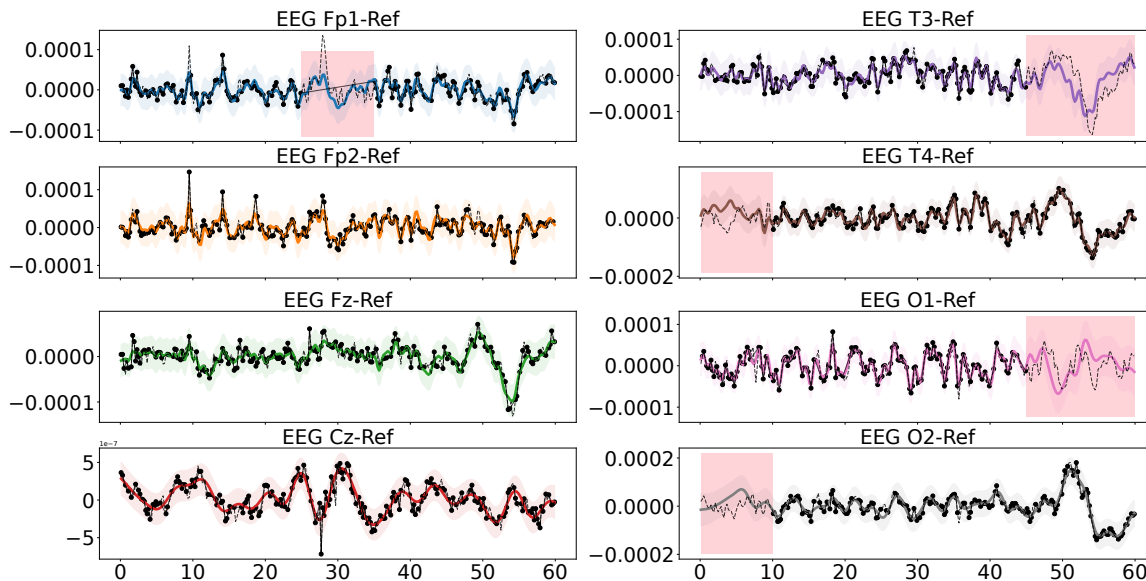 EEG Fp1-Ref
0.0001
0.0000
−0.0001
EEG Fp2-Ref
0.0001
0.0000
−0.0001
EEG Fz-Ref
0.0000
−0.0001
EEG Cz-Ref
1e−7
5
0
−5
0 10 20 30 40 50 60
EEG T3-Ref
0.0001
0.0000
−0.0001
EEG T4-Ref
0.0000
−0.0002
EEG O1-Ref
0.0001
0.0000
−0.0001
EEG O2-Ref
0.0002
0.0000
−0.0002
0 10 20 30 40 50 60